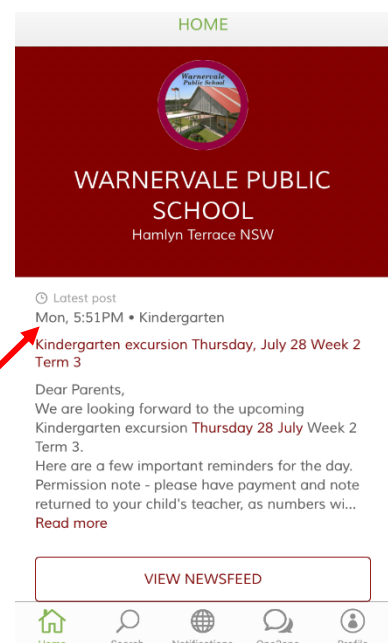 HOME
Warnervale
Public School
WARNERVALE PUBLIC
SCHOOL
Hamlyn Terrace NSW
Latest post
Mon, 5:51PM • Kindergarten
Kindergarten excursion Thursday, July 28 Week 2
Term 3
Dear Parents,
We are looking forward to the upcoming
Kindergarten excursion Thursday 28 July Week 2
Term 3.
Here are a few important reminders for the day.
Permission note - please have payment and note
returned to your child's teacher, as numbers wi...
Read more
VIEW NEWSFEED